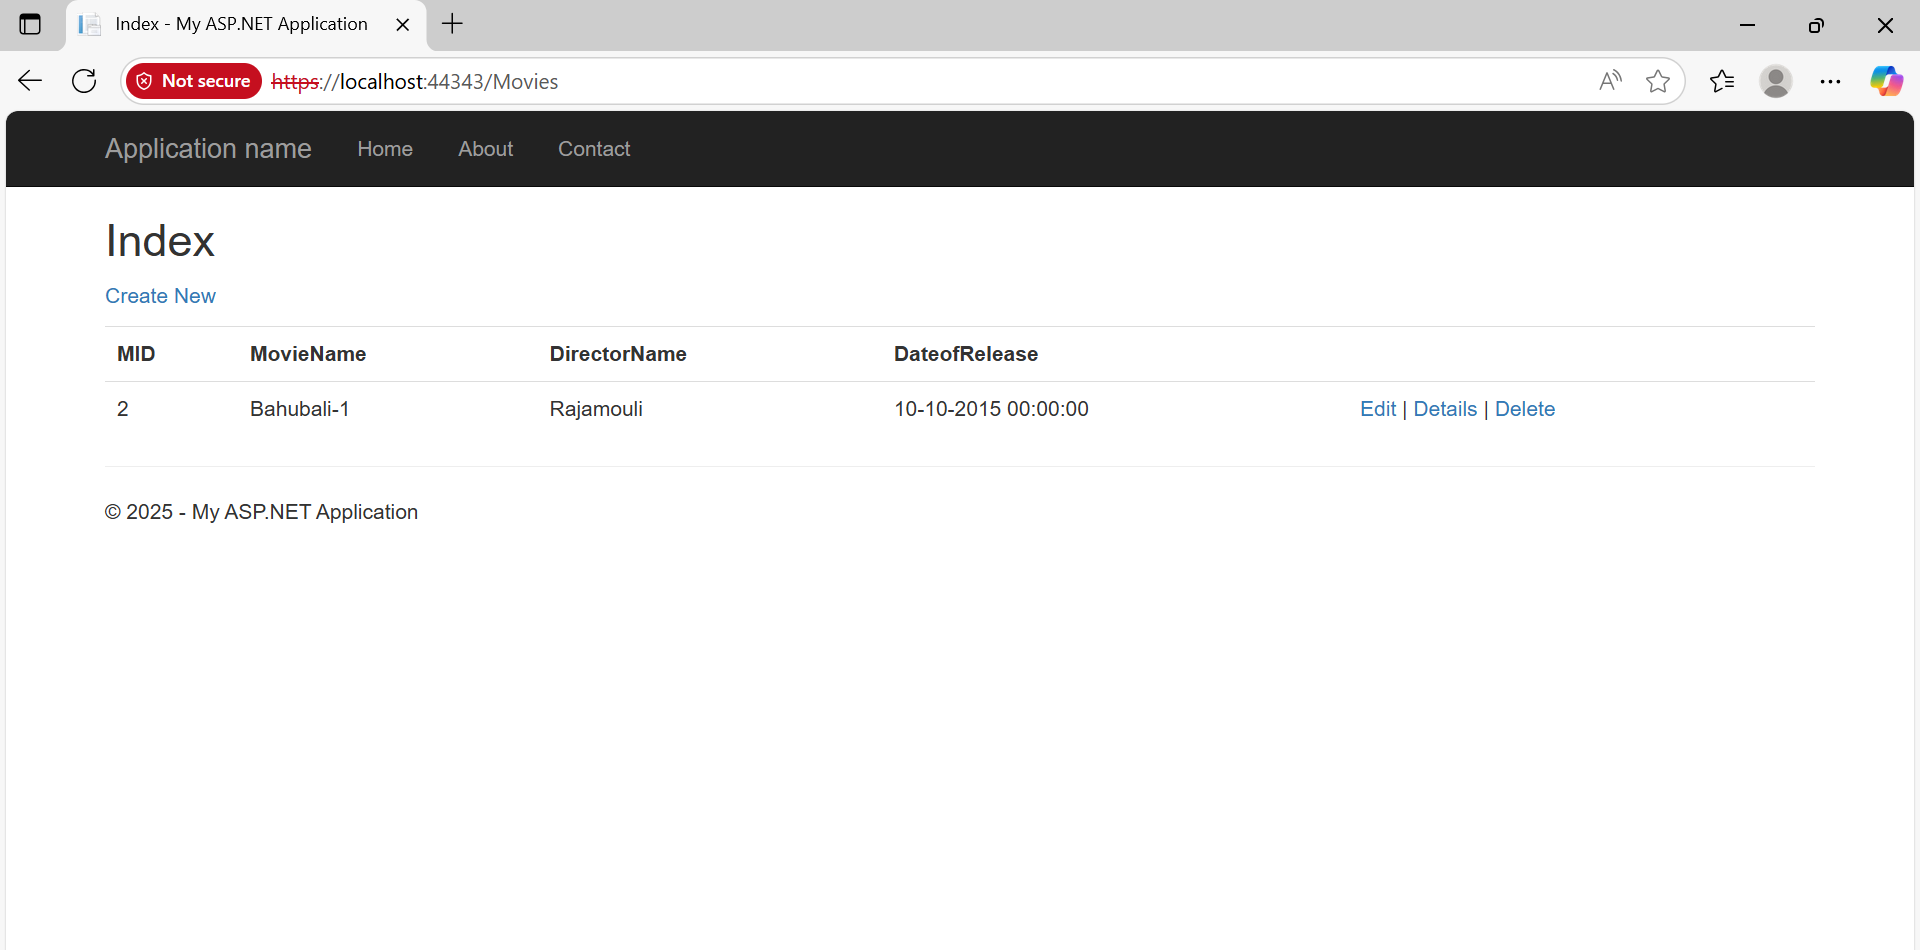 Index - My ASP.NET Application
Not secure https://localhost:44343/Movies
Application name Home About Contact
Index
Create New
MID MovieName DirectorName DateofRelease
2 Bahubali-1 Rajamouli 10-10-2015 00:00:00 Edit | Details | Delete
© 2025 - My ASP.NET Application